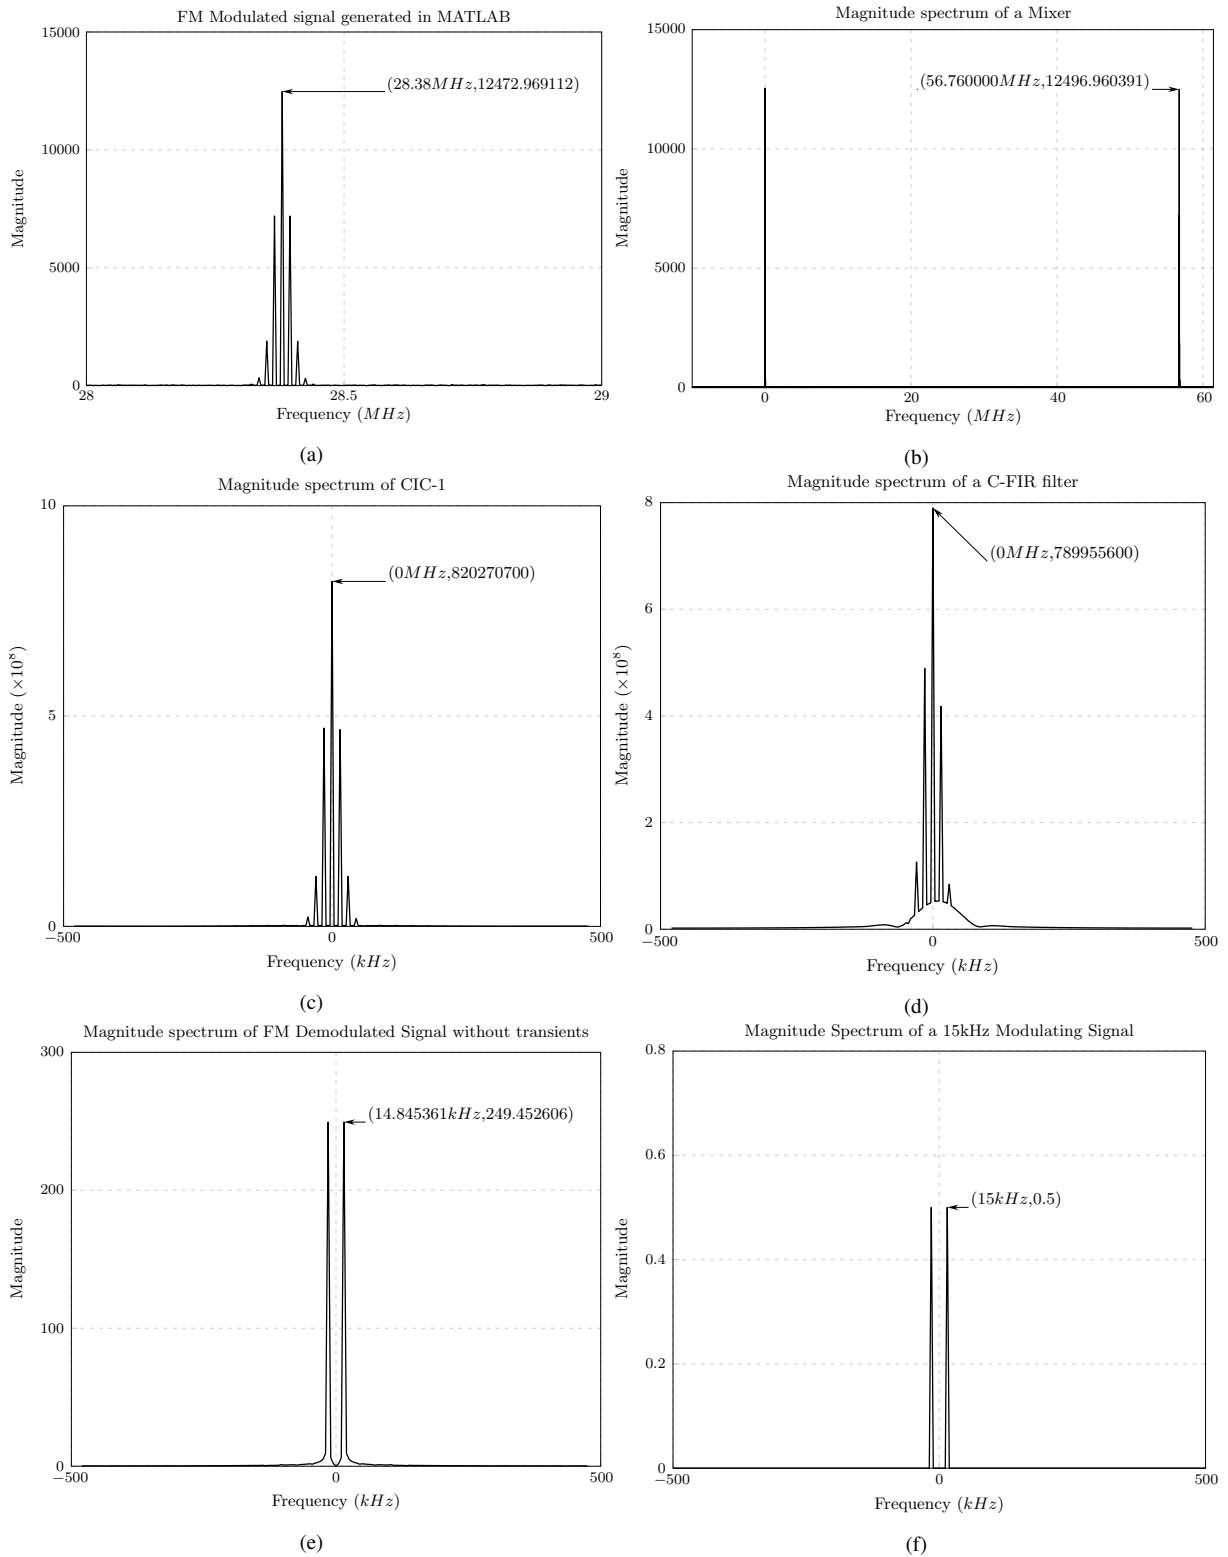 FM Modulated signal generated in MATLAB
15000
10000
5000
0
Magnitude
(28.38MHz,12472.969112)
28
28.5
29
Frequency (MHz)
(a)
Magnitude spectrum of a Mixer
15000
10000
5000
0
Magnitude
(56.760000MHz,12496.960391)
0
20
40
60
Frequency (MHz)
(b)
Magnitude spectrum of CIC-1
10
5
0
Magnitude (×10⁸)
(0MHz,820270700)
−500
0
500
Frequency (kHz)
(c)
Magnitude spectrum of a C-FIR filter
8
6
4
2
0
Magnitude (×10⁸)
(0MHz,789955600)
−500
0
500
Frequency (kHz)
(d)
Magnitude spectrum of FM Demodulated Signal without transients
300
200
100
0
Magnitude
(14.845361kHz,249.452606)
−500
0
500
Frequency (kHz)
(e)
Magnitude Spectrum of a 15kHz Modulating Signal
0.8
0.6
0.4
0.2
0
Magnitude
(15kHz,0.5)
−500
0
500
Frequency (kHz)
(f)